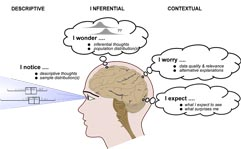 DESCRIPTIVE
INFERENTIAL
CONTEXTUAL
I wonder ....
??
• inferential thoughts
• population distribution(s)
I notice ....
• descriptive thoughts
• sample distribution(s)
I worry ....
• data quality & relevance
• alternative explanations
I expect ....
• what I expect to see
• what surprises me